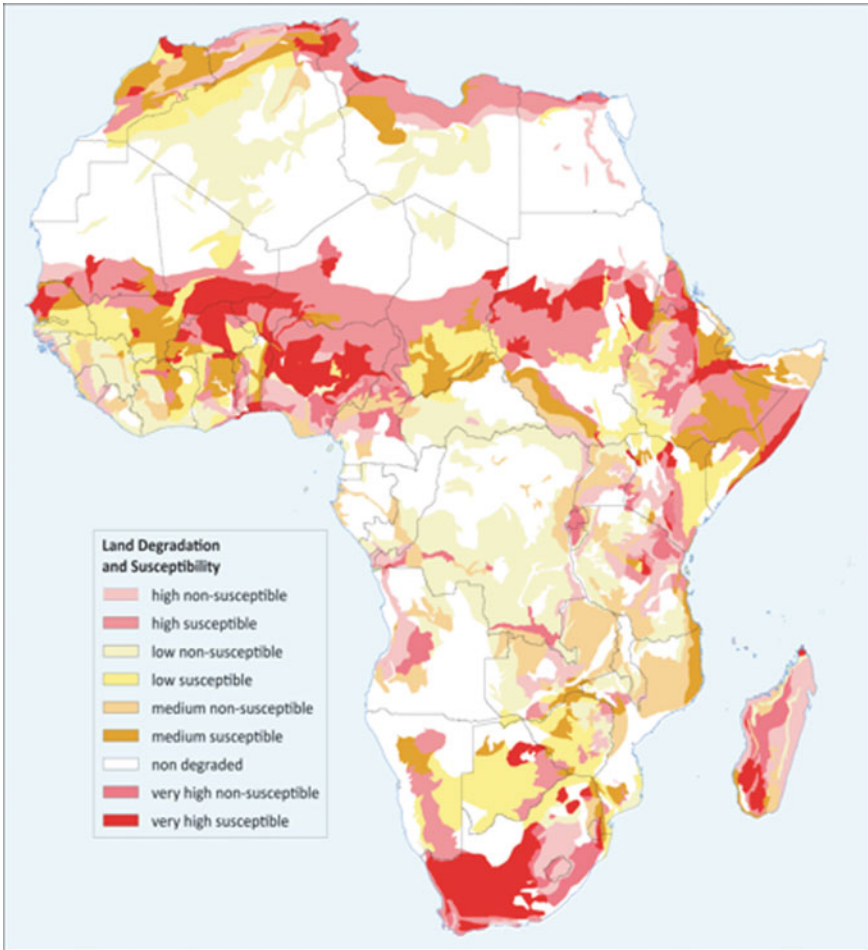 Land Degradation
and Susceptibility
high non-susceptible
high susceptible
low non-susceptible
low susceptible
medium non-susceptible
medium susceptible
non degraded
very high non-susceptible
very high susceptible